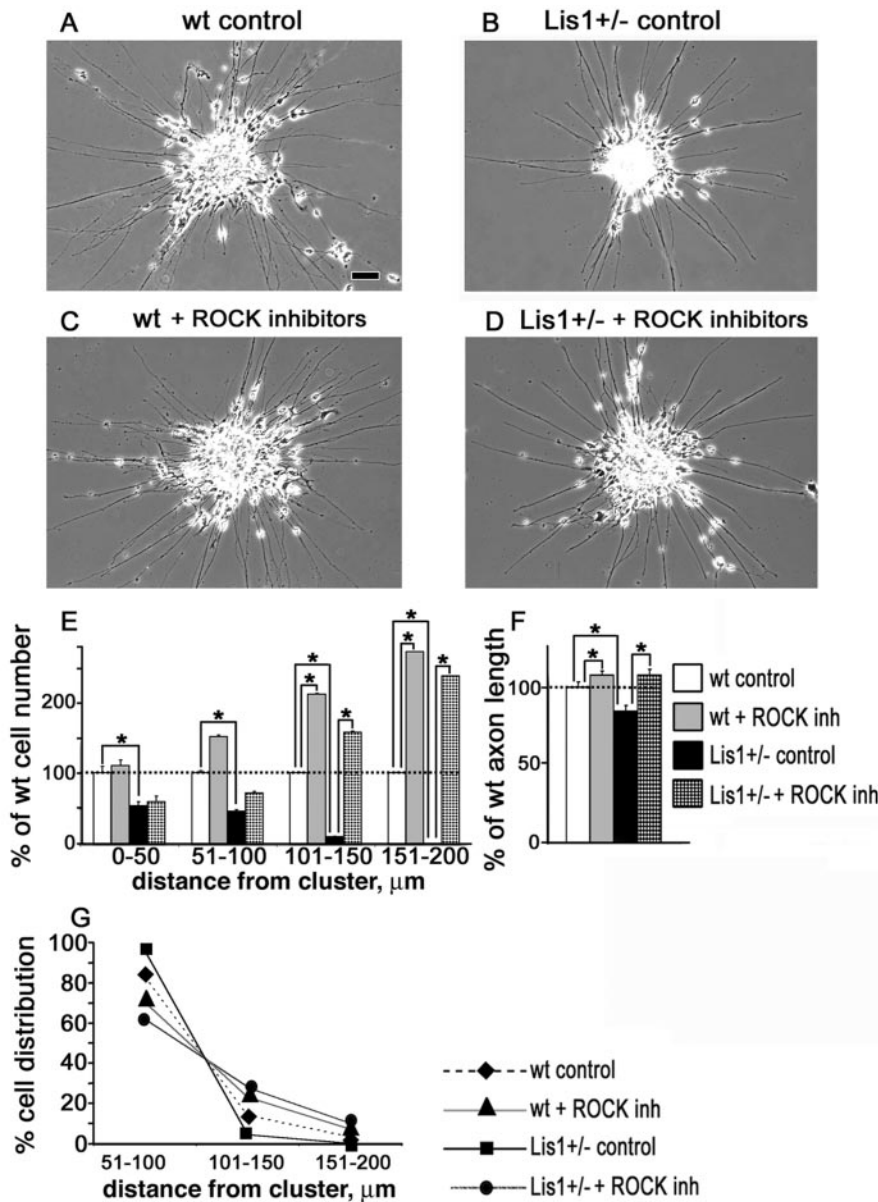 A wt control
B Lis1+/- control
C wt + ROCK inhibitors
D Lis1+/- + ROCK inhibitors
E
% of wt cell number
200
100
0
* * * * * * * *
0-50 51-100 101-150 151-200
distance from cluster, μm
F
% of wt axon length
100
50
0
* * *
wt control
wt + ROCK inh
Lis1+/- control
Lis1+/- + ROCK inh
G
% cell distribution
100
80
60
40
20
0
51-100 101-150 151-200
distance from cluster, μm
wt control
wt + ROCK inh
Lis1+/- control
Lis1+/- + ROCK inh